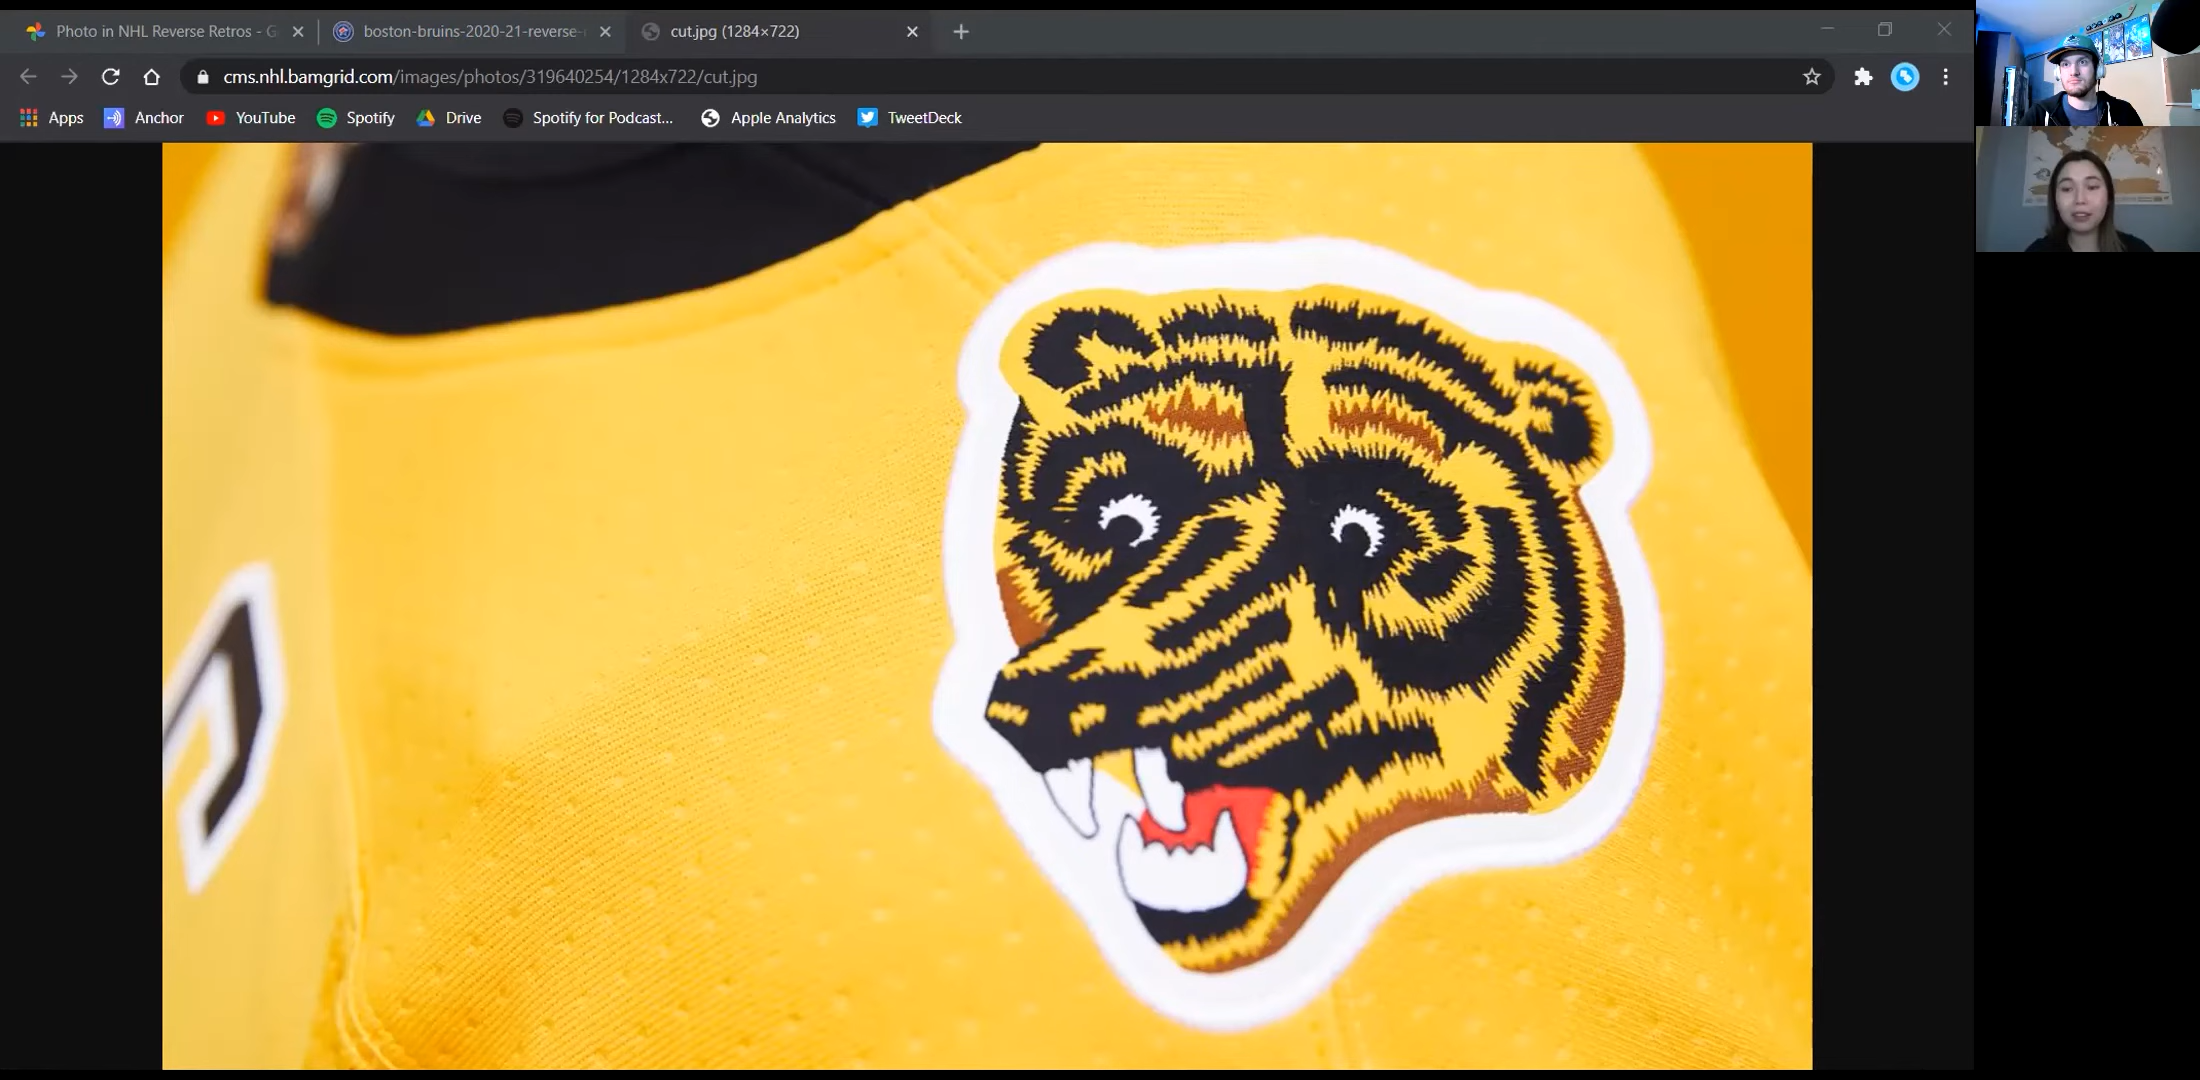 Photo in NHL Reverse Retros - G
boston-bruins-2020-21-reverse-
cut.jpg (1284×722)
cms.nhl.bamgrid.com/images/photos/319640254/1284x722/cut.jpg
Apps
Anchor
YouTube
Spotify
Drive
Spotify for Podcast...
Apple Analytics
TweetDeck